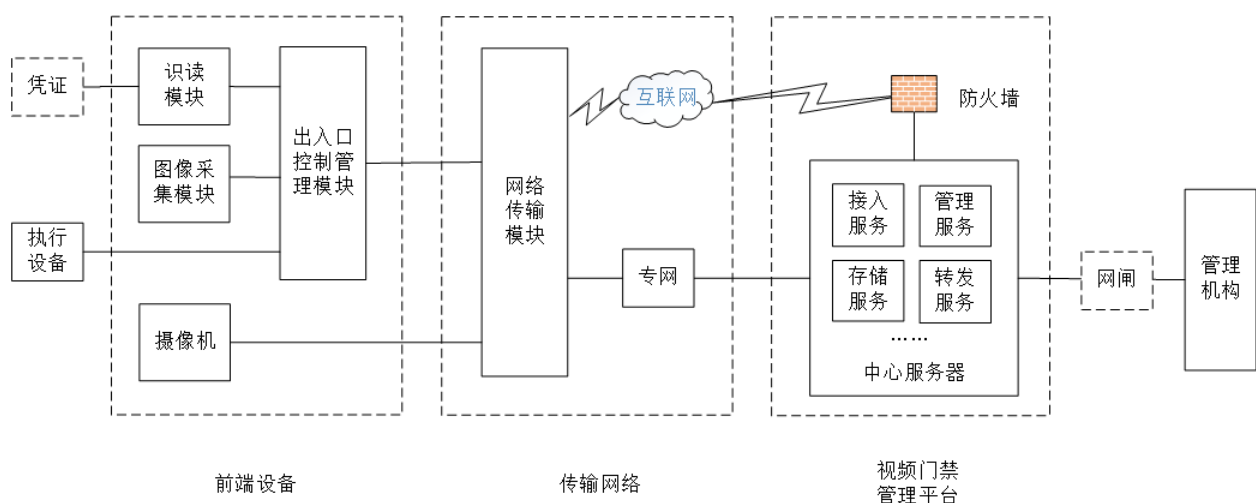 凭证
识读
模块
图像采
集模块
执行
设备
摄像机
出入口
控制管
理模块
网络
传输
模块
互联网
专网
防火墙
接入
服务
管理
服务
存储
服务
转发
服务
……
中心服务器
网闸
管理
机构
前端设备
传输网络
视频门禁
管理平台